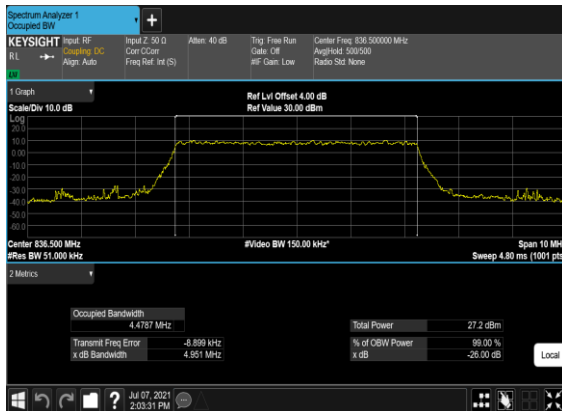 Spectrum Analyzer 1
Occupied BW
KEYSIGHT
RL
Input: RF
Coupling: DC
Align: Auto
Input Z: 50 Ω
Corr CCorr
Freq Ref: Int (S)
Atten: 40 dB
Trig: Free Run
Gate: Off
#IF Gain: Low
Center Freq: 836.500000 MHz
Avg|Hold: 500/500
Radio Std: None
1 Graph
Scale/Div 10.0 dB
Ref Lvl Offset 4.00 dB
Ref Value 30.00 dBm
Log
20.0
10.0
0.00
-10.0
-20.0
-30.0
-40.0
-50.0
-60.0
Center 836.500 MHz
#Res BW 51.000 kHz
#Video BW 150.00 kHz*
Span 10 MH
Sweep 4.80 ms (1001 pts
2 Metrics
Occupied Bandwidth
4.4787 MHz
Transmit Freq Error -8.899 kHz
x dB Bandwidth 4.951 MHz
Total Power 27.2 dBm
% of OBW Power 99.00 %
x dB -26.00 dB
Local
?
Jul 07, 2021
2:03:31 PM